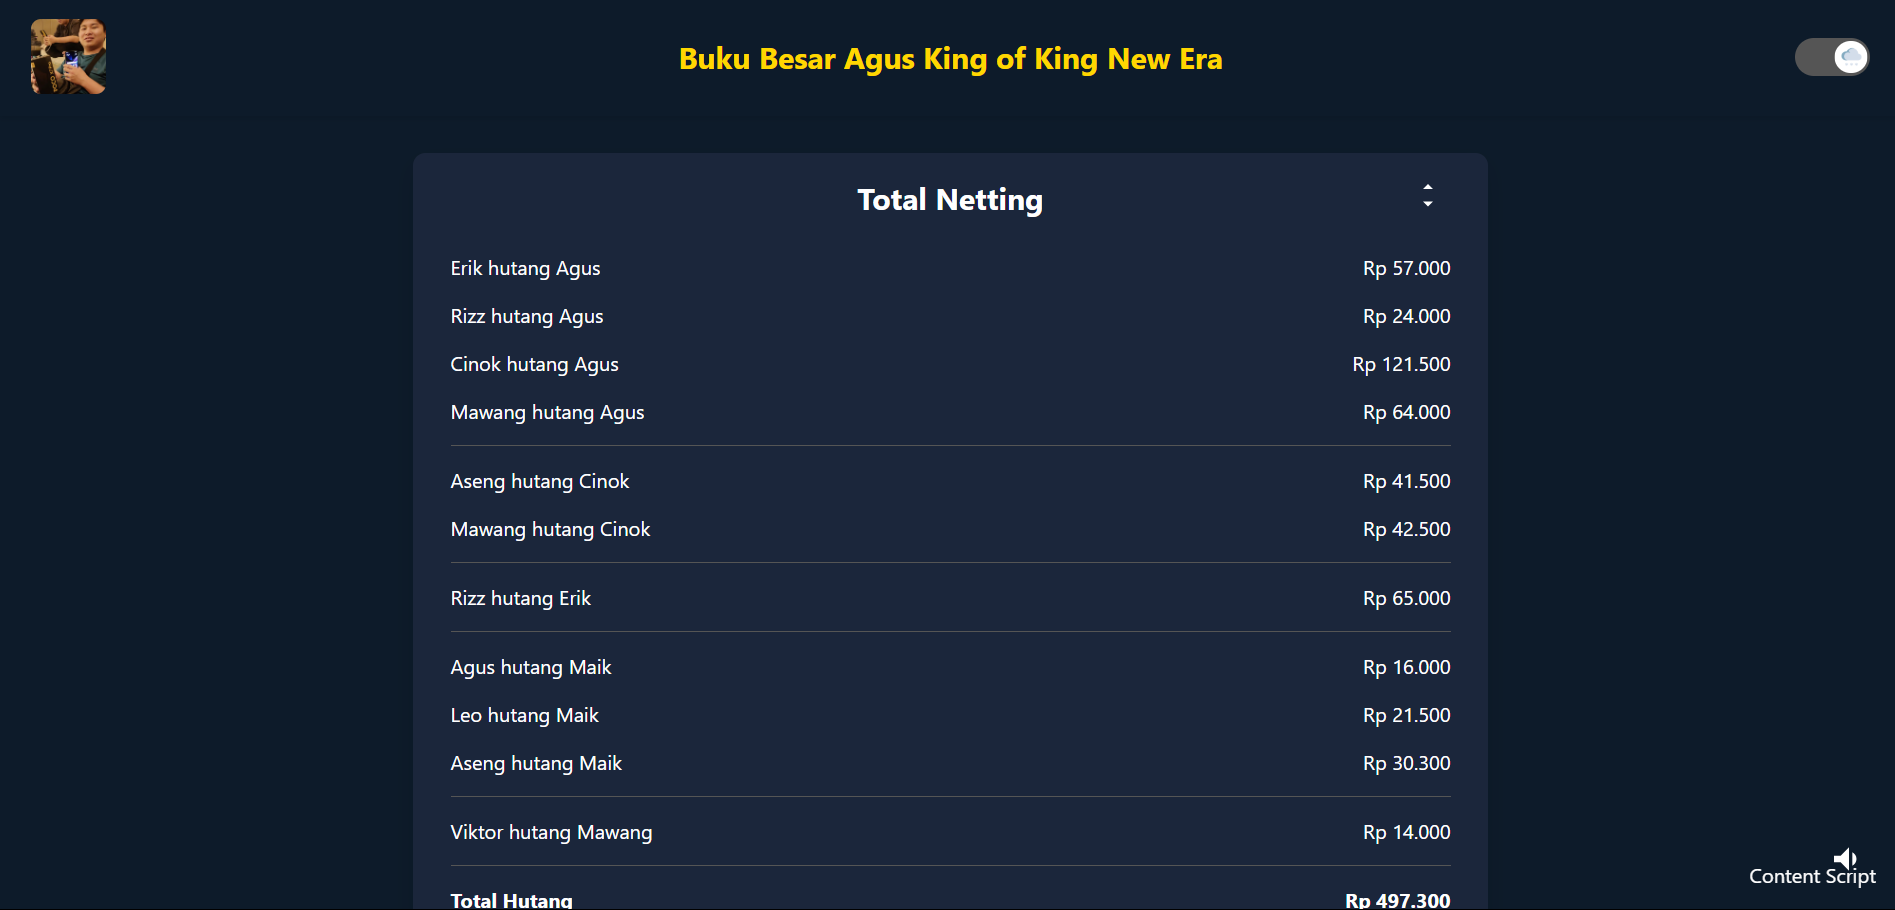 Buku Besar Agus King of King New Era
Total Netting
Erik hutang Agus Rp 57.000
Rizz hutang Agus Rp 24.000
Cinok hutang Agus Rp 121.500
Mawang hutang Agus Rp 64.000
Aseng hutang Cinok Rp 41.500
Mawang hutang Cinok Rp 42.500
Rizz hutang Erik Rp 65.000
Agus hutang Maik Rp 16.000
Leo hutang Maik Rp 21.500
Aseng hutang Maik Rp 30.300
Viktor hutang Mawang Rp 14.000
Total Hutang Rp 497.300
Content Script